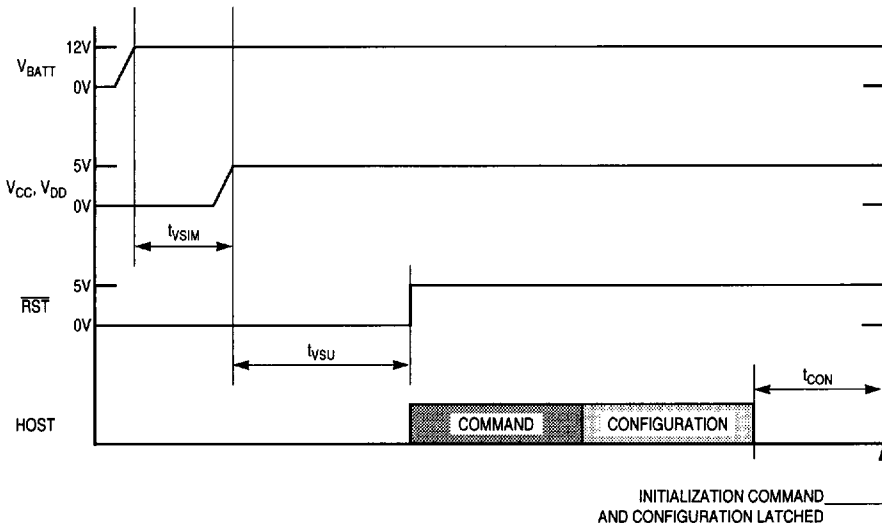 12V
V_BATT
0V
5V
V_CC, V_DD
0V
t_VSIM
5V
RST
0V
t_VSU
t_CON
HOST
COMMAND
CONFIGURATION
INITIALIZATION COMMAND
AND CONFIGURATION LATCHED